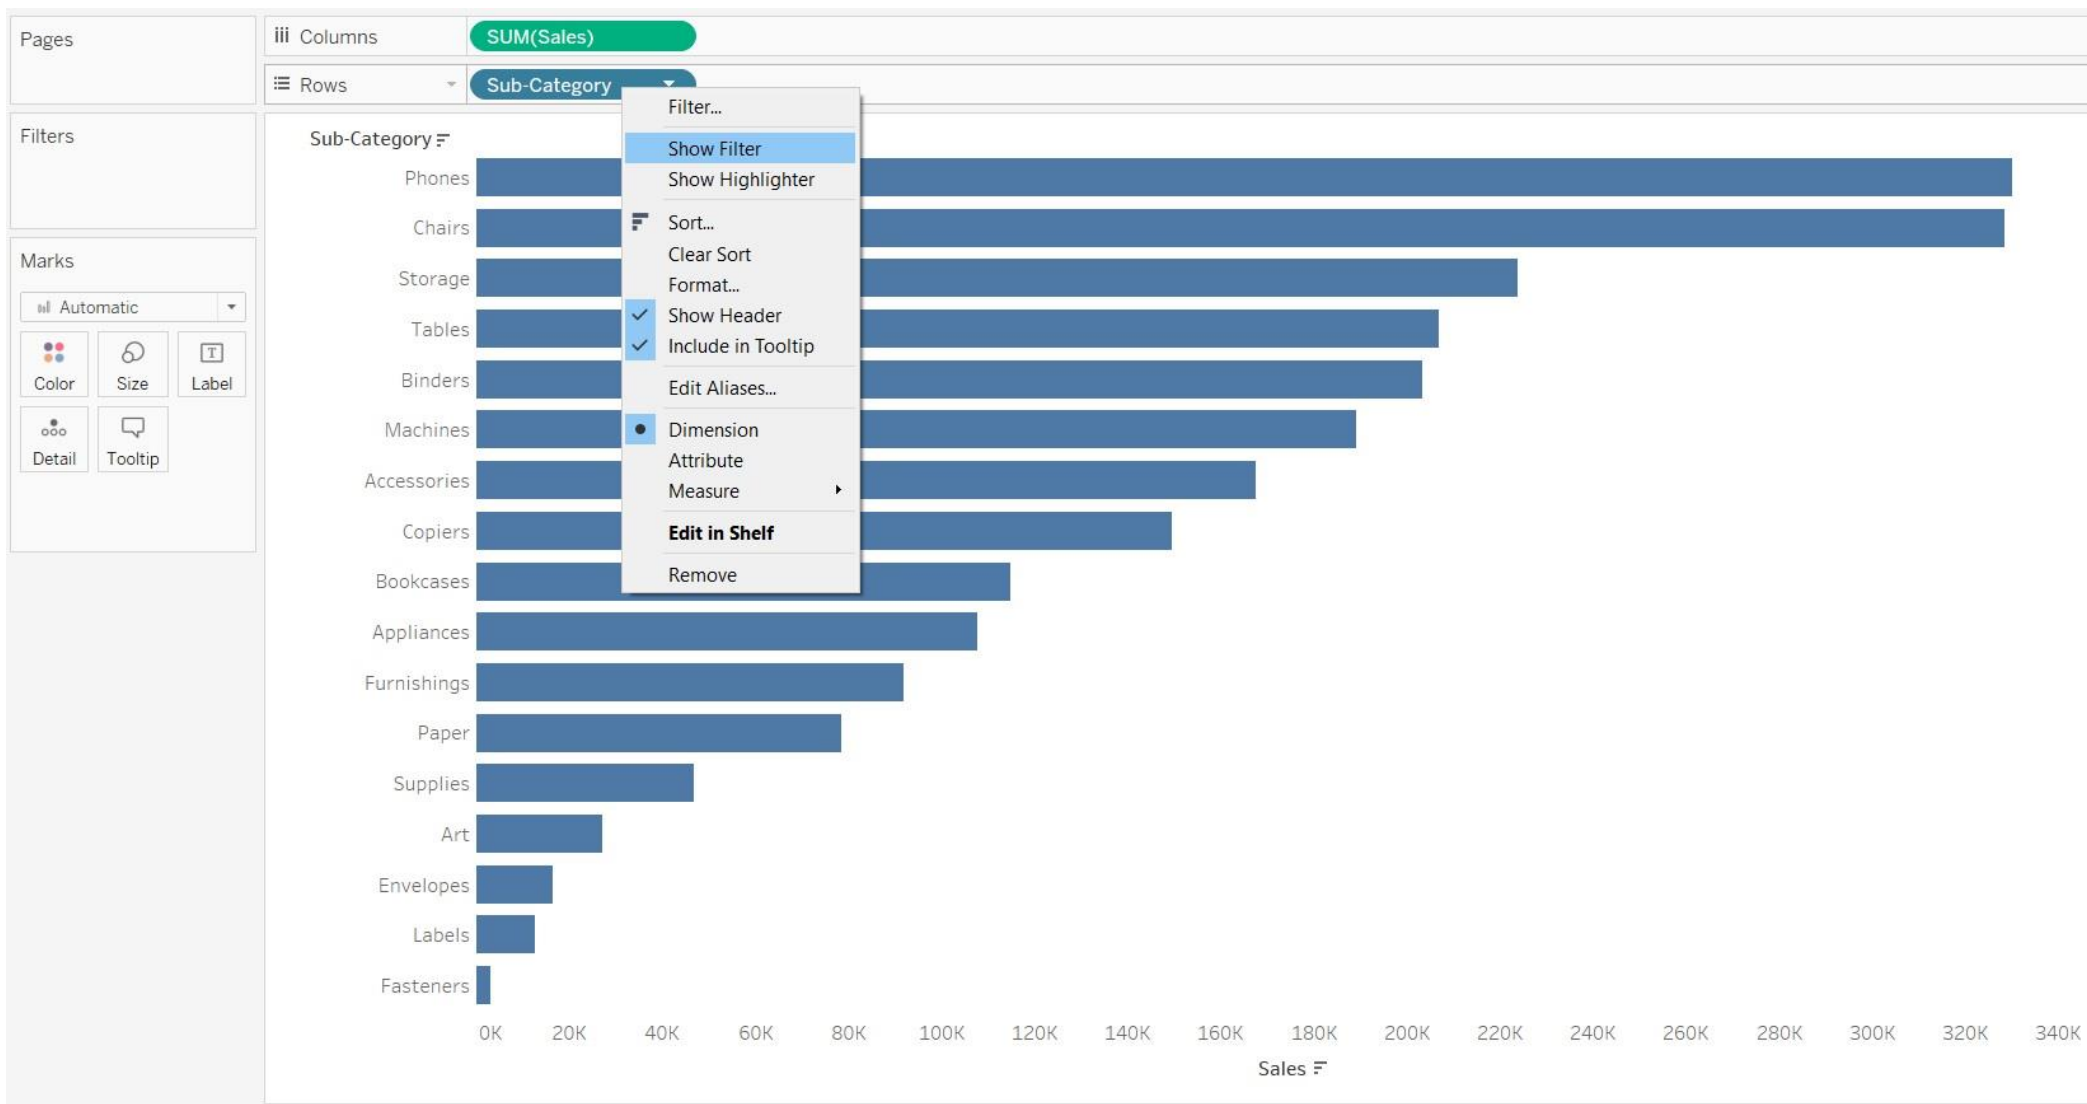 Pages
iii Columns
SUM(Sales)
Rows
Sub-Category
Filters
Marks
Automatic
Color
Size
T
Label
Detail
Tooltip
Filter...
Show Filter
Show Highlighter
Sort...
Clear Sort
Format...
Show Header
Include in Tooltip
Edit Aliases...
Dimension
Attribute
Measure
Edit in Shelf
Remove
Sub-Category
Phones
Chairs
Storage
Tables
Binders
Machines
Accessories
Copiers
Bookcases
Appliances
Furnishings
Paper
Supplies
Art
Envelopes
Labels
Fasteners
0K 20K 40K 60K 80K 100K 120K 140K 160K 180K 200K 220K 240K 260K 280K 300K 320K 340K
Sales